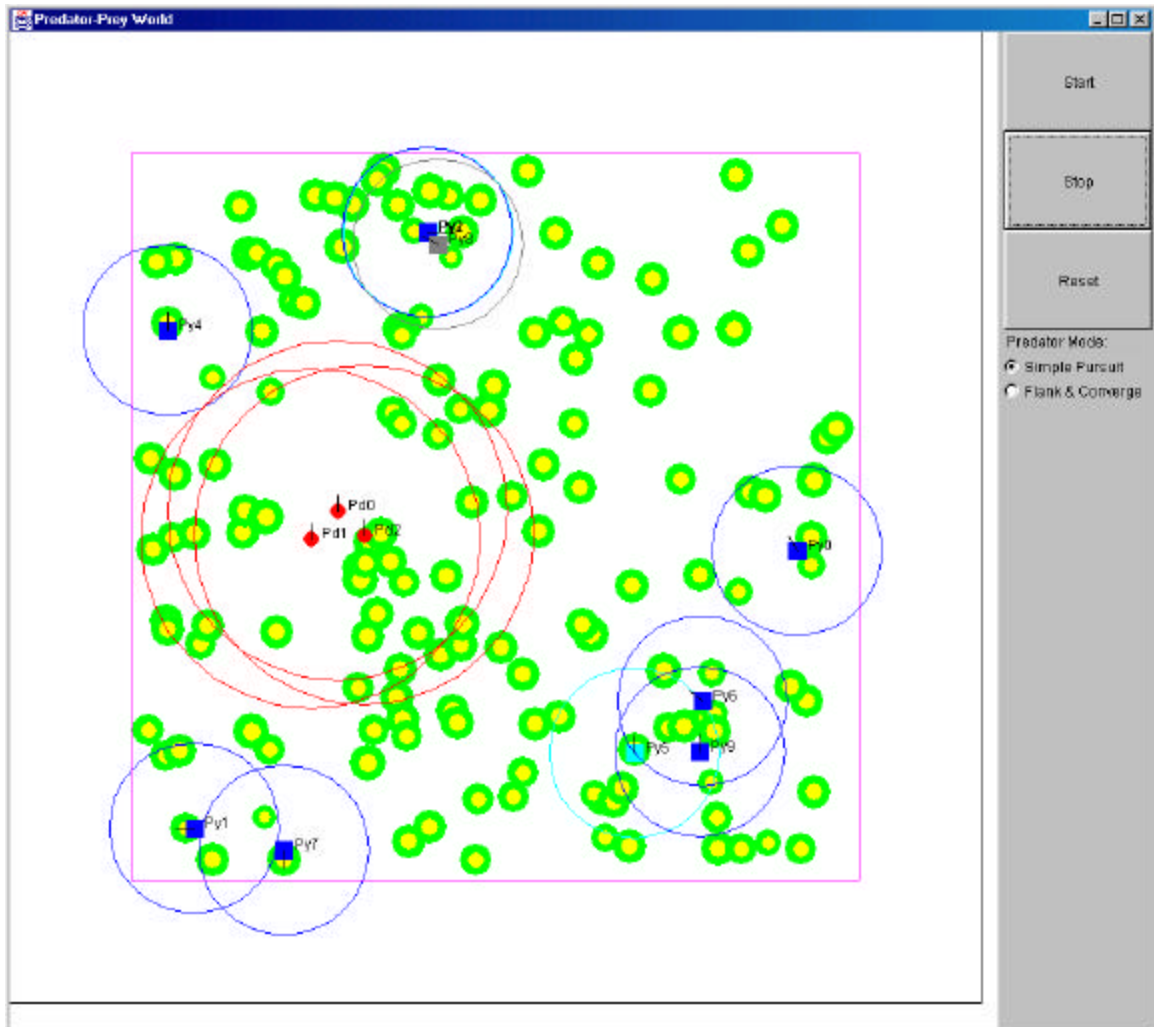 Predator-Prey World
Start
Stop
Reset
Predator Mode:
Simple Pursuit
Flank & Converge
Py2
Py4
Pd0
Pd1
Pd2
Py0
Py6
Py5
Py9
Py1
Py7